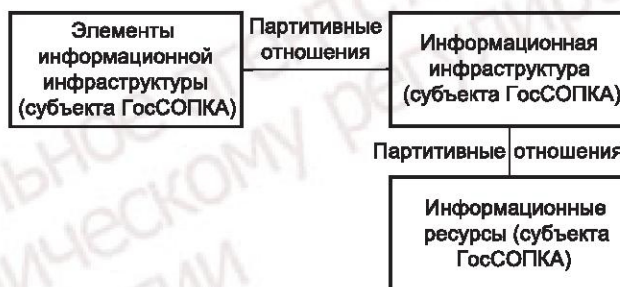 Элементы
информационной
инфраструктуры
(субъекта ГосСОПКА)
Партитивные
отношения
Информационная
инфраструктура
(субъекта ГосСОПКА)
Партитивные отношения
Информационные
ресурсы (субъекта
ГосСОПКА)